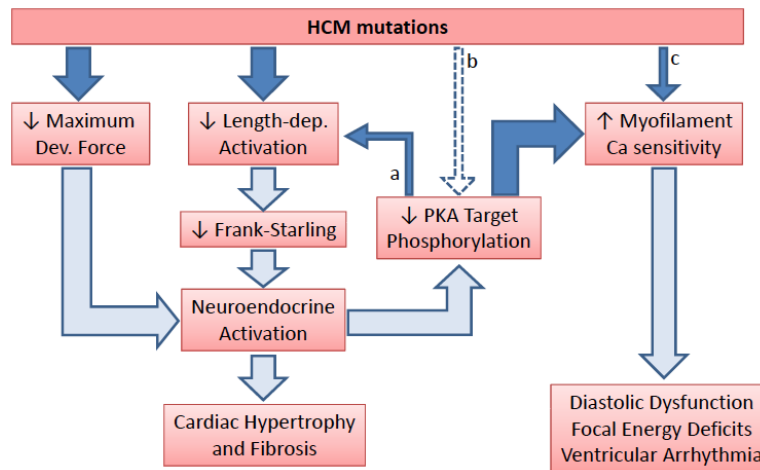 HCM mutations
b
c
↓ Maximum
Dev. Force
↓ Length-dep.
Activation
↑ Myofilament
Ca sensitivity
a
↓ PKA Target
Phosphorylation
↓ Frank-Starling
Neuroendocrine
Activation
Cardiac Hypertrophy
and Fibrosis
Diastolic Dysfunction
Focal Energy Deficits
Ventricular Arrhythmia